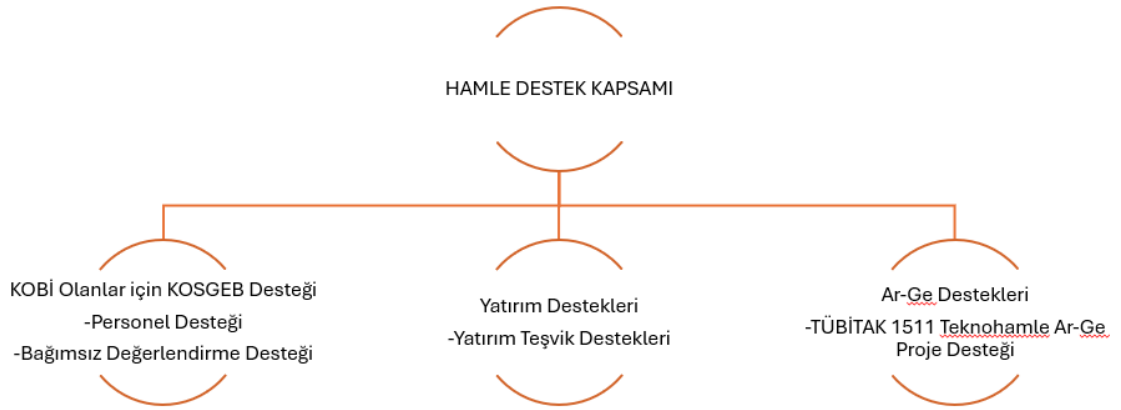 HAMLE DESTEK KAPSAMI
KOBİ Olanlar için KOSGEB Desteği
-Personel Desteği
-Bağımsız Değerlendirme Desteği
Yatırım Destekleri
-Yatırım Teşvik Destekleri
Ar-Ge Destekleri
-TÜBİTAK 1511 Teknohamle Ar-Ge
Proje Desteği